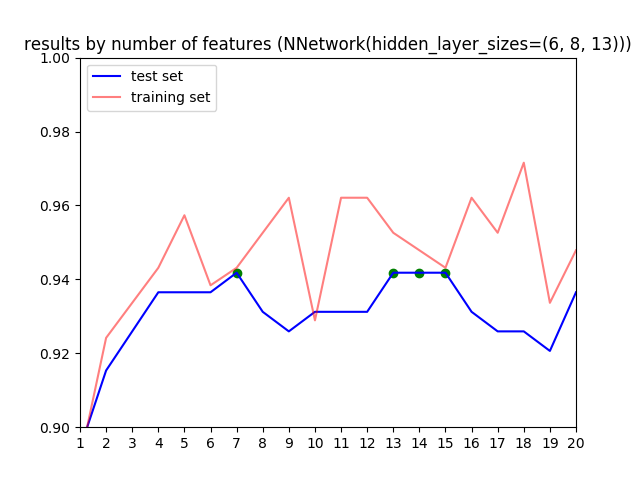 results by number of features (NNetwork(hidden_layer_sizes=(6, 8, 13)))
1.00
test set
training set
0.98
0.96
0.94
0.92
0.90
1 2 3 4 5 6 7 8 9 10 11 12 13 14 15 16 17 18 19 20